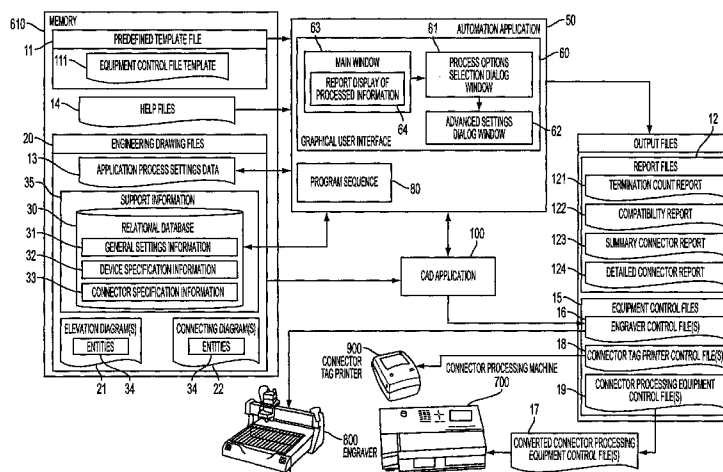 610
MEMORY
11
PREDEFINED TEMPLATE FILE
111
EQUIPMENT CONTROL FILE TEMPLATE
14
HELP FILES
20
ENGINEERING DRAWING FILES
13
APPLICATION PROCESS SETTINGS DATA
35
SUPPORT INFORMATION
30
RELATIONAL DATABASE
31
GENERAL SETTINGS INFORMATION
32
DEVICE SPECIFICATION INFORMATION
33
CONNECTOR SPECIFICATION INFORMATION
ELEVATION DIAGRAM(S)
ENTITIES
21
34
CONNECTING DIAGRAM(S)
ENTITIES
34
22
50
AUTOMATION APPLICATION
60
63
MAIN WINDOW
REPORT DISPLAY OF
PROCESSED INFORMATION
64
61
PROCESS OPTIONS
SELECTION DIALOG
WINDOW
ADVANCED SETTINGS
DIALOG WINDOW
62
GRAPHICAL USER INTERFACE
PROGRAM SEQUENCE
80
100
CAD APPLICATION
12
OUTPUT FILES
REPORT FILES
121
TERMINATION COUNT REPORT
122
COMPATIBILITY REPORT
123
SUMMARY CONNECTOR REPORT
124
DETAILED CONNECTOR REPORT
15
EQUIPMENT CONTROL FILES
16
ENGRAVER CONTROL FILE(S)
18
CONNECTOR TAG PRINTER CONTROL FILE(S)
19
CONNECTOR PROCESSING EQUIPMENT
CONTROL FILE(S)
900
CONNECTOR
TAG PRINTER
CONNECTOR PROCESSING MACHINE
700
17
CONVERTED CONNECTOR PROCESSING
EQUIPMENT CONTROL FILE(S)
800
ENGRAVER